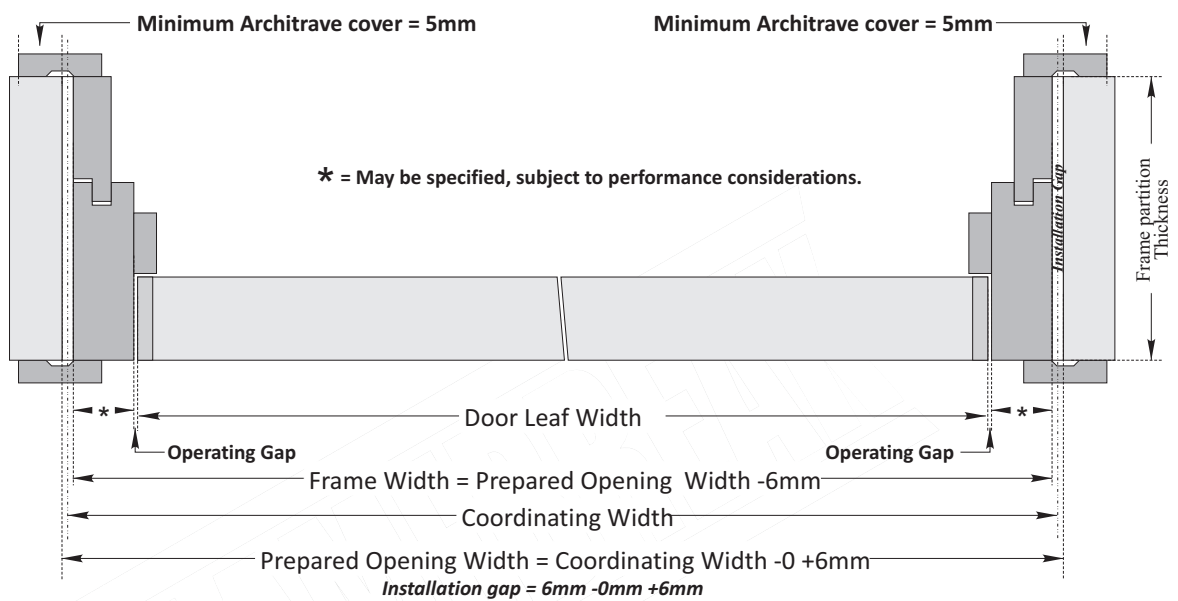 Minimum Architrave cover = 5mm
Minimum Architrave cover = 5mm
* = May be specified, subject to performance considerations.
Installation Gap
Frame partition
Thickness
*
Door Leaf Width
*
Operating Gap
Operating Gap
Frame Width = Prepared Opening Width -6mm
Coordinating Width
Prepared Opening Width = Coordinating Width -0 +6mm
Installation gap = 6mm -0mm +6mm